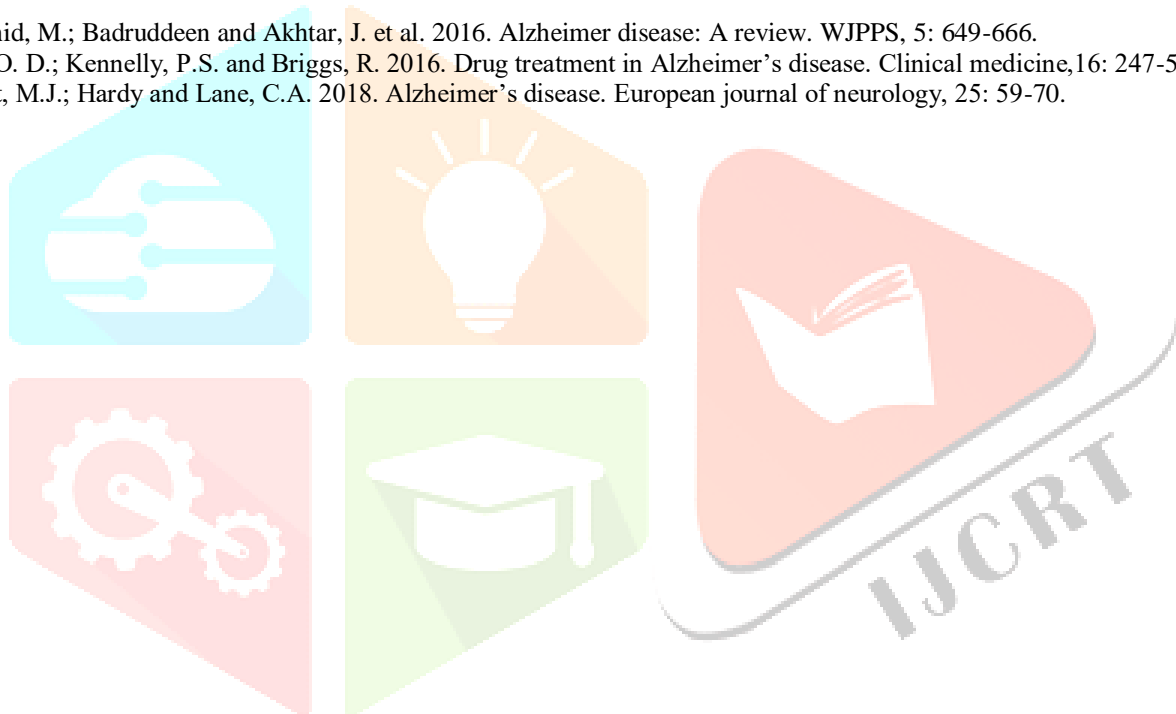 id, M.; Badruddeen and Akhtar, J. et al. 2016. Alzheimer disease: A review. WJPPS, 5: 649-666.
O. D.; Kennelly, P.S. and Briggs, R. 2016. Drug treatment in Alzheimer’s disease. Clinical medicine,16: 247-5
, M.J.; Hardy and Lane, C.A. 2018. Alzheimer’s disease. European journal of neurology, 25: 59-70.
IJCRT